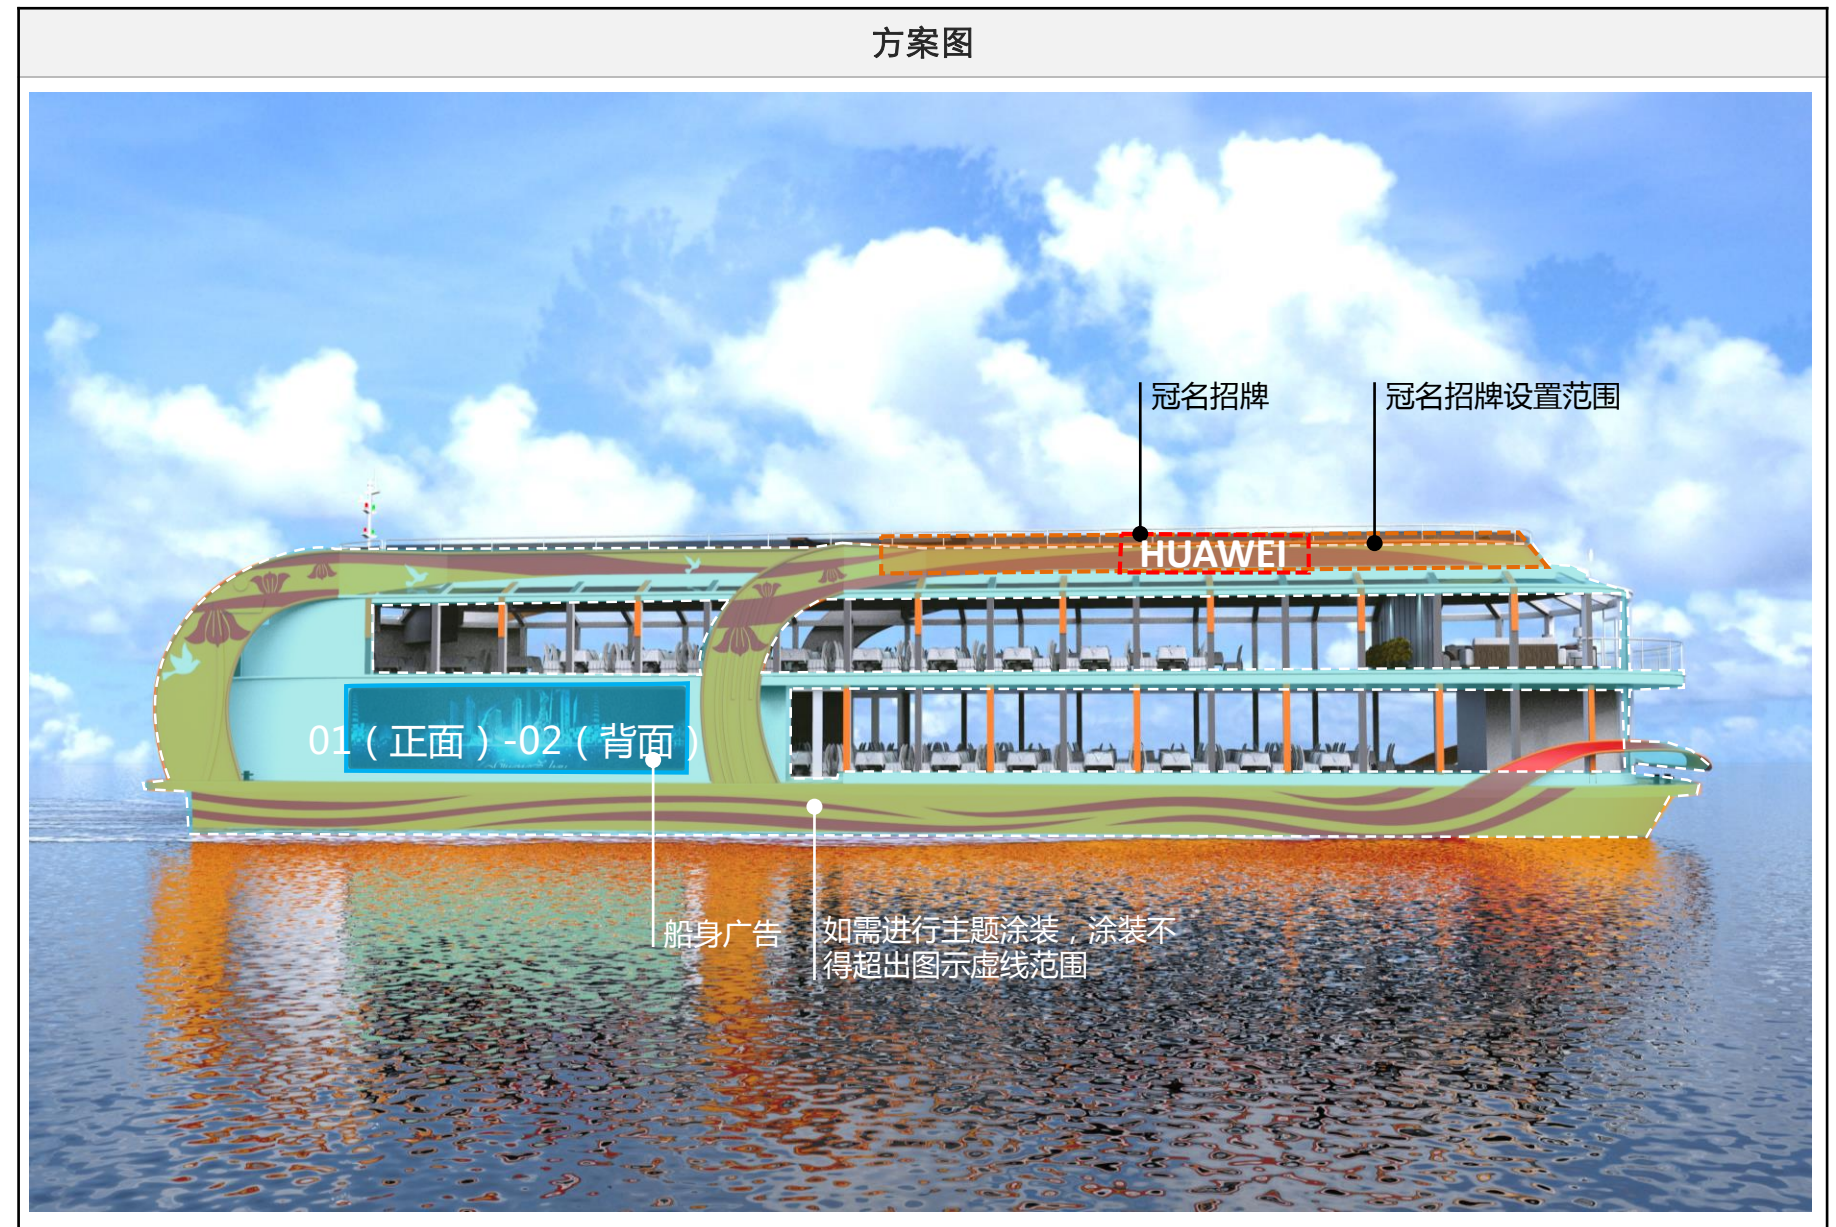 方案图
冠名招牌
冠名招牌设置范围
HUAWEI
01（正面）-02（背面）
船身广告
如需进行主题涂装，涂装不
得超出图示虚线范围